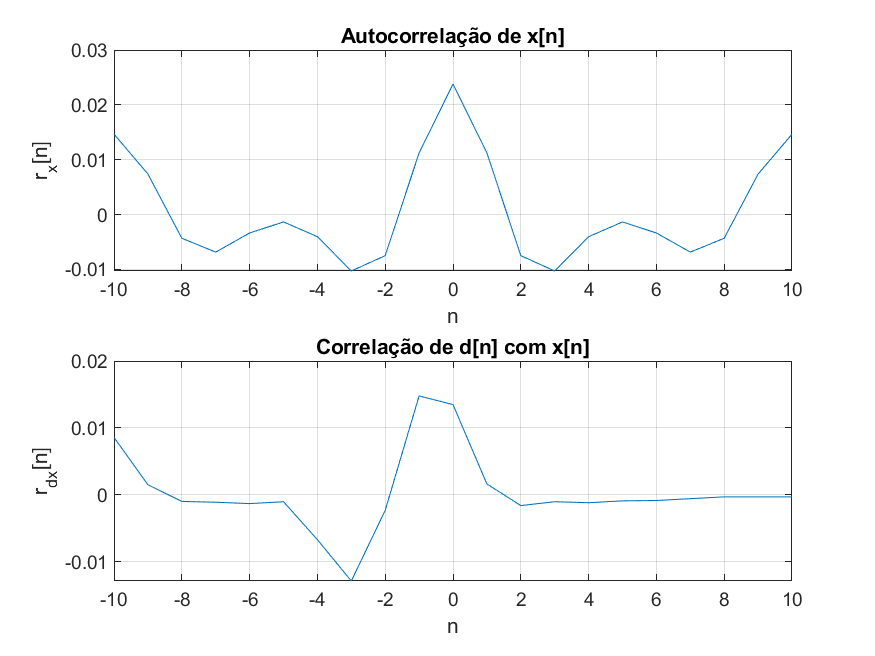 Autocorrelação de x[n]
r_x[n]
0.03
0.02
0.01
0
-0.01
-10 -8 -6 -4 -2 0 2 4 6 8 10
n
Correlação de d[n] com x[n]
r_dx[n]
0.02
0.01
0
-0.01
-10 -8 -6 -4 -2 0 2 4 6 8 10
n